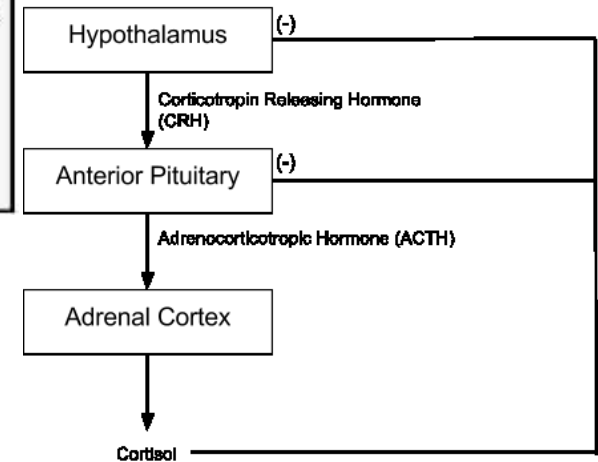 Hypothalamus
(-)
Corticotropin Releasing Hormone
(CRH)
Anterior Pituitary
(-)
Adrenocorticotropic Hormone (ACTH)
Adrenal Cortex
Cortisol